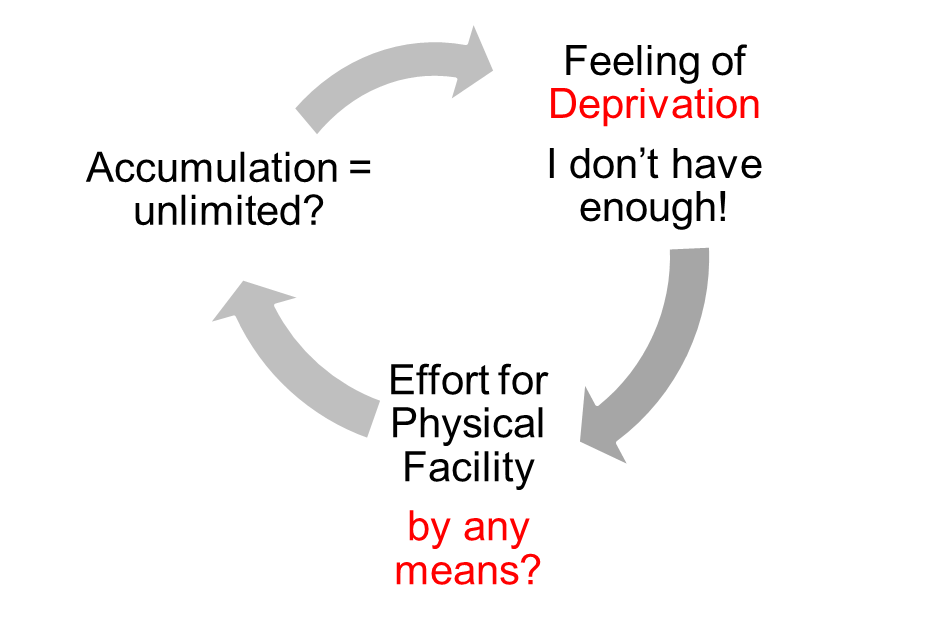 Feeling of
Deprivation
I don’t have
enough!
Accumulation =
unlimited?
Effort for
Physical
Facility
by any
means?